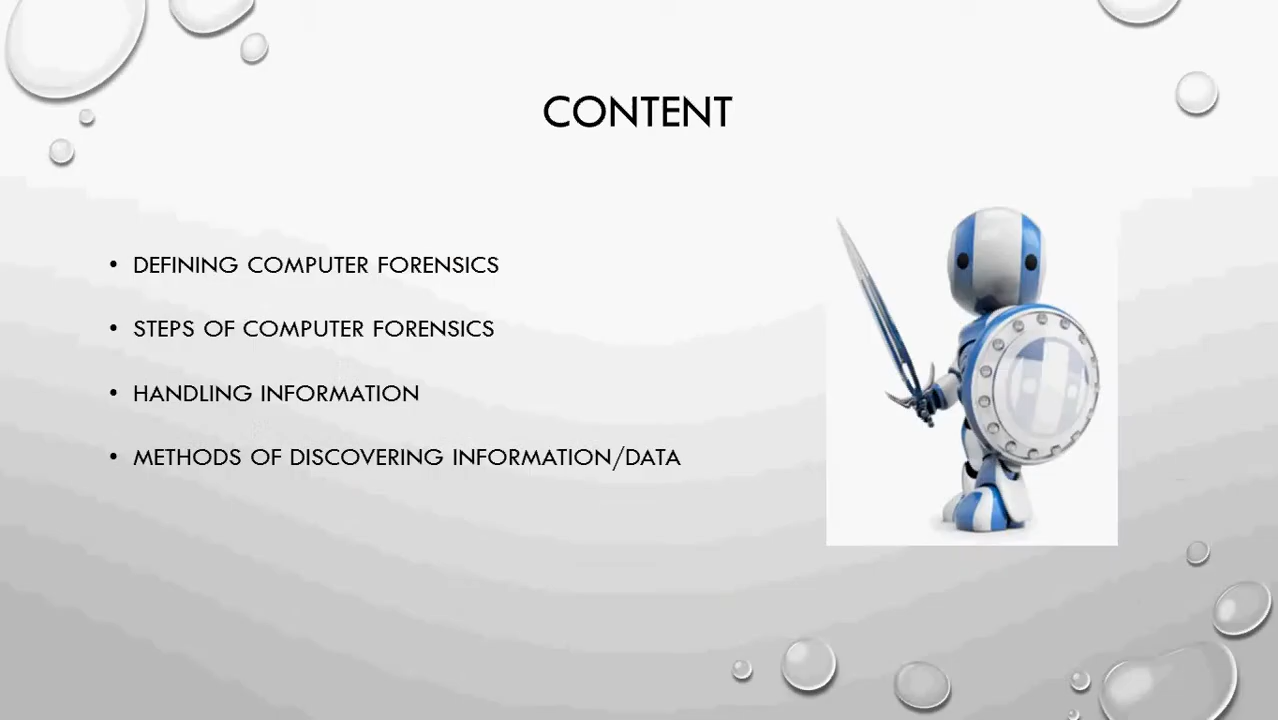 CONTENT
• DEFINING COMPUTER FORENSICS
• STEPS OF COMPUTER FORENSICS
• HANDLING INFORMATION
• METHODS OF DISCOVERING INFORMATION/DATA